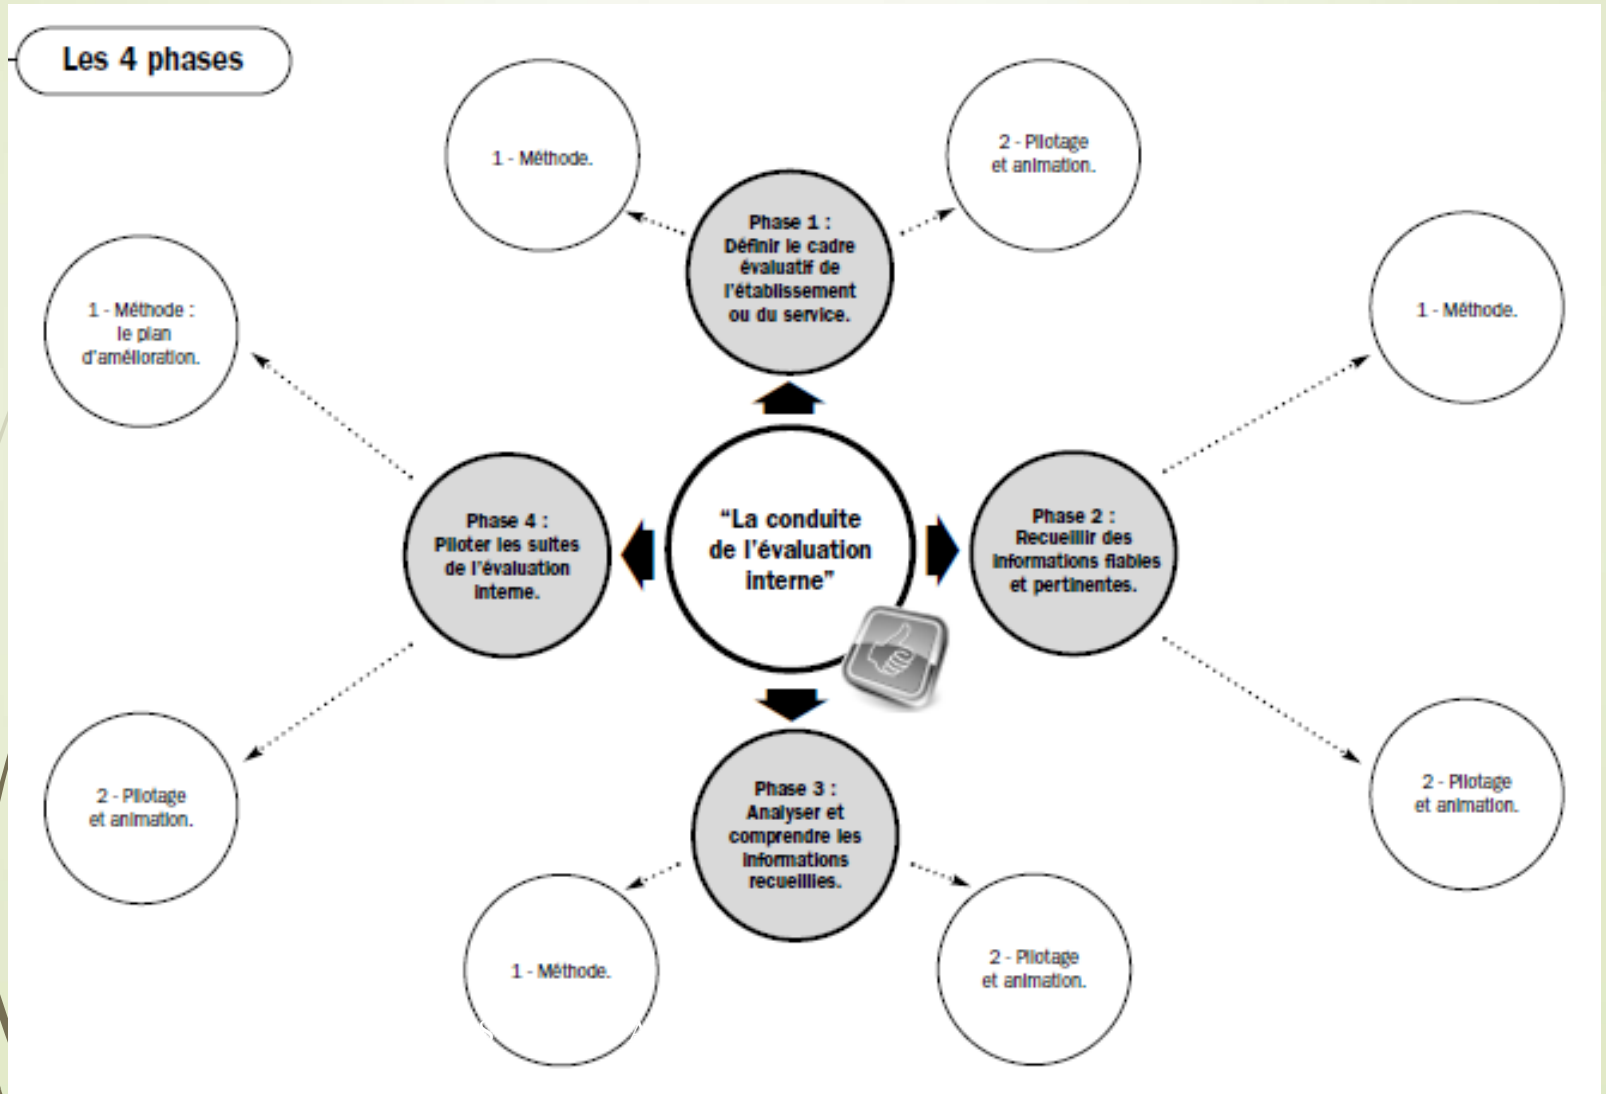 Les 4 phases
1 - Méthode.
2 - Pilotage
et animation.
Phase 1 :
Définir le cadre
évaluatif de
l'établissement
ou du service.
1 - Méthode :
le plan
d'amélioration.
1 - Méthode.
Phase 4 :
Piloter les suites
de l'évaluation
interne.
“La conduite
de l'évaluation
interne”
Phase 2 :
Recueillir des
informations fiables
et pertinentes.
2 - Pilotage
et animation.
Phase 3 :
Analyser et
comprendre les
informations
recueillies.
2 - Pilotage
et animation.
1 - Méthode.
2 - Pilotage
et animation.